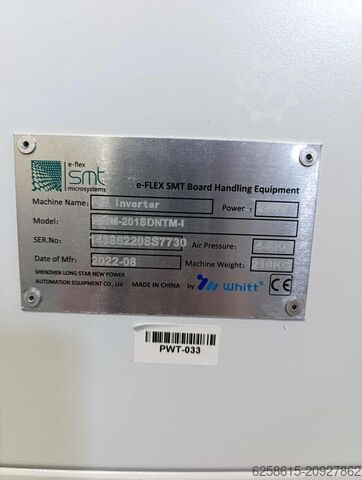 e-flex
smt
microsystems
e-FLEX SMT Board Handling Equipment
Machine Name: Inverter Power:
Model: -201SDNTM-I
SER.No: Air Pressure:
Date of Mfr: 2022-08 Machine Weight:
SHENZHEN LONG STAR NEW POWER
AUTOMATION EQUIPMENT CO., Ltd MADE IN CHINA by Whitt CE
PWT-033
6258615-20927862